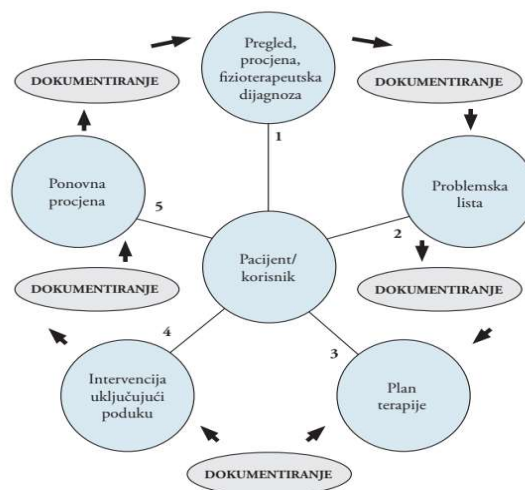 Pregled,
procjena,
fizioterapeutska
dijagnoza
1
DOKUMENTIRANJE
DOKUMENTIRANJE
Ponovna
procjena
5
Problemska
lista
2
Pacijent/
korisnik
DOKUMENTIRANJE
DOKUMENTIRANJE
4
3
Intervencija
uključujući
poduku
Plan
terapije
DOKUMENTIRANJE